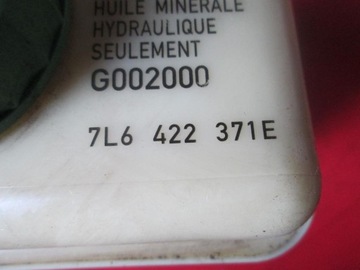 HUILE MINERALE
HYDRAULIQUE
SEULEMENT
G002000
7L6 422 371E